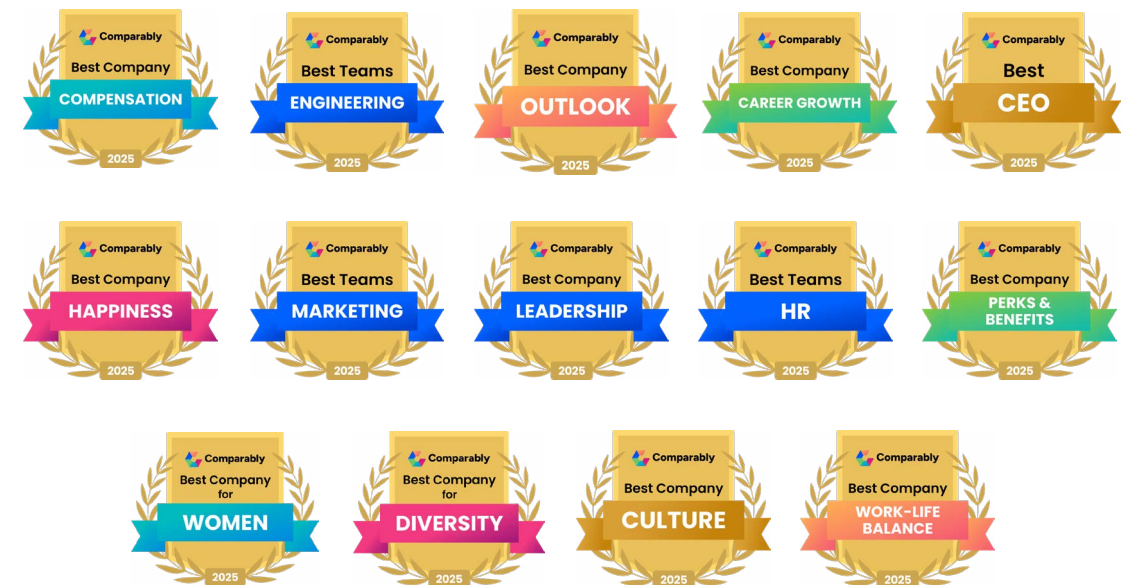 Comparably
Best Company
COMPENSATION
2025
Comparably
Best Teams
ENGINEERING
2025
Comparably
Best Company
OUTLOOK
2025
Comparably
Best Company
CAREER GROWTH
2025
Comparably
Best
CEO
2025
Comparably
Best Company
HAPPINESS
2025
Comparably
Best Teams
MARKETING
2025
Comparably
Best Company
LEADERSHIP
2025
Comparably
Best Teams
HR
2025
Comparably
Best Company
PERKS &
BENEFITS
2025
Comparably
Best Company
for
WOMEN
2025
Comparably
Best Company
for
DIVERSITY
2025
Comparably
Best Company
CULTURE
2025
Comparably
Best Company
WORK-LIFE
BALANCE
2025